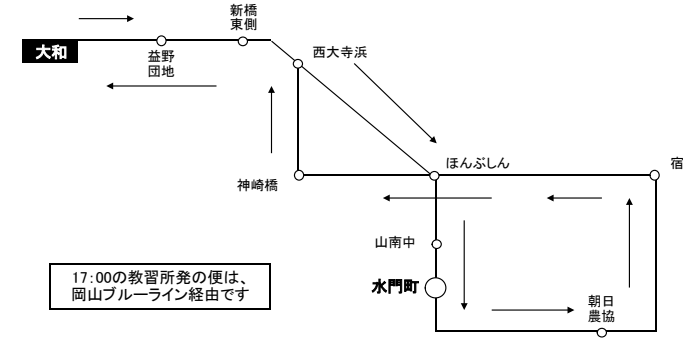 新橋
東側
大和
益野
団地
西大寺浜
ほんぶしん
宿
神崎橋
山南中
17:00の教習所発の便は、
岡山ブルーライン経由です
水門町
朝日
農協